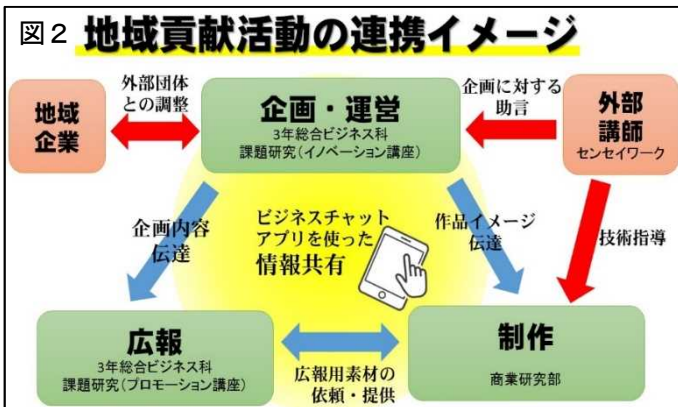 図2 地域貢献活動の連携イメージ
地域
企業
外部団体
との調整
企画・運営
3年総合ビジネス科
課題研究(イノベーション講座)
企画に対する
助言
外部
講師
センセイワーク
企画内容
伝達
ビジネスチャット
アプリを使った
情報共有
作品イメージ
伝達
技術指導
広報
3年総合ビジネス科
課題研究(プロモーション講座)
広報用素材の
依頼・提供
制作
商業研究部